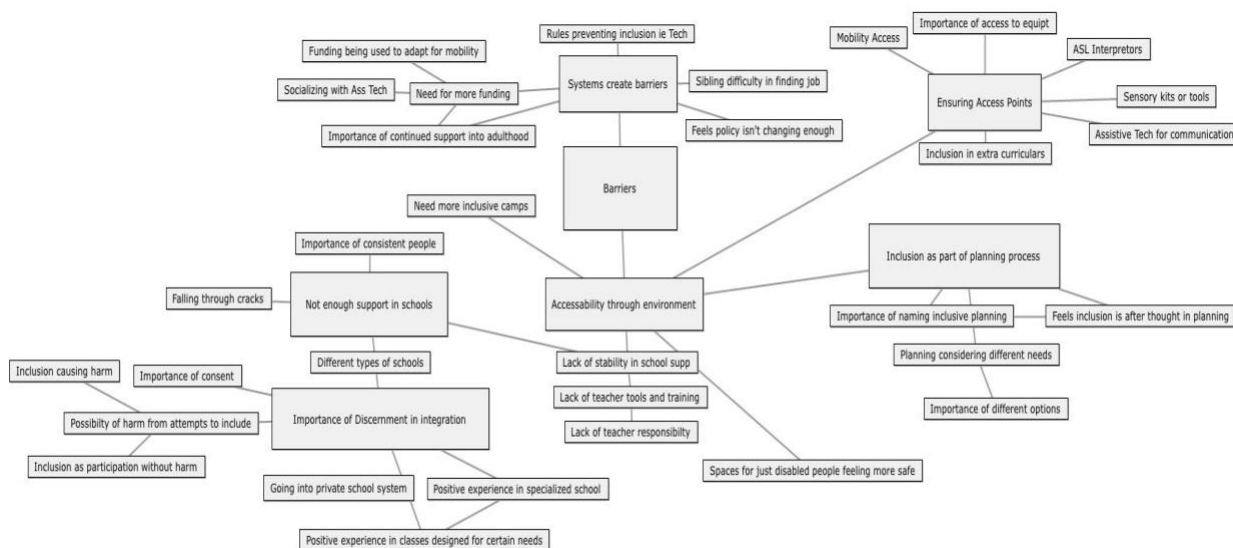 Importance of access to equipt
Rules preventing inclusion ie Tech
Mobility Access
Funding being used to adapt for mobility
ASL Interpretors
Socializing with Ass Tech
Need for more funding
Systems create barriers
Sibling difficulty in finding job
Ensuring Access Points
Sensory kits or tools
Importance of continued support into adulthood
Feels policy isn't changing enough
Assistive Tech for communication
Inclusion in extra curriculars
Barriers
Need more inclusive camps
Importance of consistent people
Inclusion as part of planning process
Falling through cracks
Not enough support in schools
Accessability through environment
Importance of naming inclusive planning
Feels inclusion is after thought in planning
Different types of schools
Lack of stability in school supp
Planning considering different needs
Inclusion causing harm
Importance of consent
Lack of teacher tools and training
Importance of different options
Possibilty of harm from attempts to include
Importance of Discernment in integration
Lack of teacher responsibilty
Inclusion as participation without harm
Spaces for just disabled people feeling more safe
Going into private school system
Positive experience in specialized school
Positive experience in classes designed for certain needs